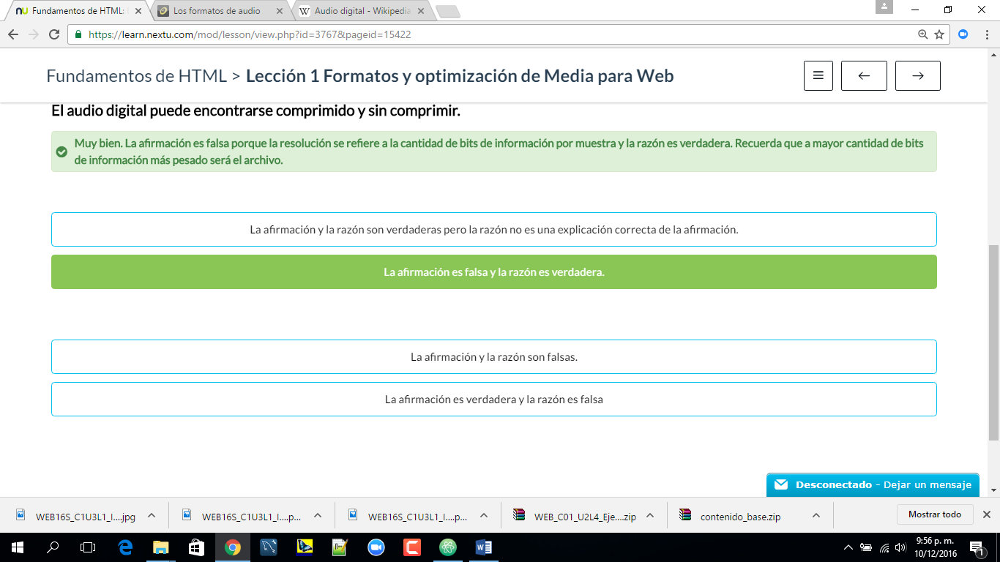 nu Fundamentos de HTML:
Los formatos de audio
W Audio digital - Wikipedia
https://learn.nextu.com/mod/lesson/view.php?id=3767&pageid=15422
Fundamentos de HTML > Lección 1 Formatos y optimización de Media para Web
El audio digital puede encontrarse comprimido y sin comprimir.
Muy bien. La afirmación es falsa porque la resolución se refiere a la cantidad de bits de información por muestra y la razón es verdadera. Recuerda que a mayor cantidad de bits
de información más pesado será el archivo.
La afirmación y la razón son verdaderas pero la razón no es una explicación correcta de la afirmación.
La afirmación es falsa y la razón es verdadera.
La afirmación y la razón son falsas.
La afirmación es verdadera y la razón es falsa
Desconectado - Dejar un mensaje
WEB16S_C1U3L1_I....jpg
WEB16S_C1U3L1_I....p...
WEB16S_C1U3L1_I....p...
WEB_C01_U2L4_Eje....zip
contenido_base.zip
Mostrar todo
9:56 p. m.
10/12/2016
1